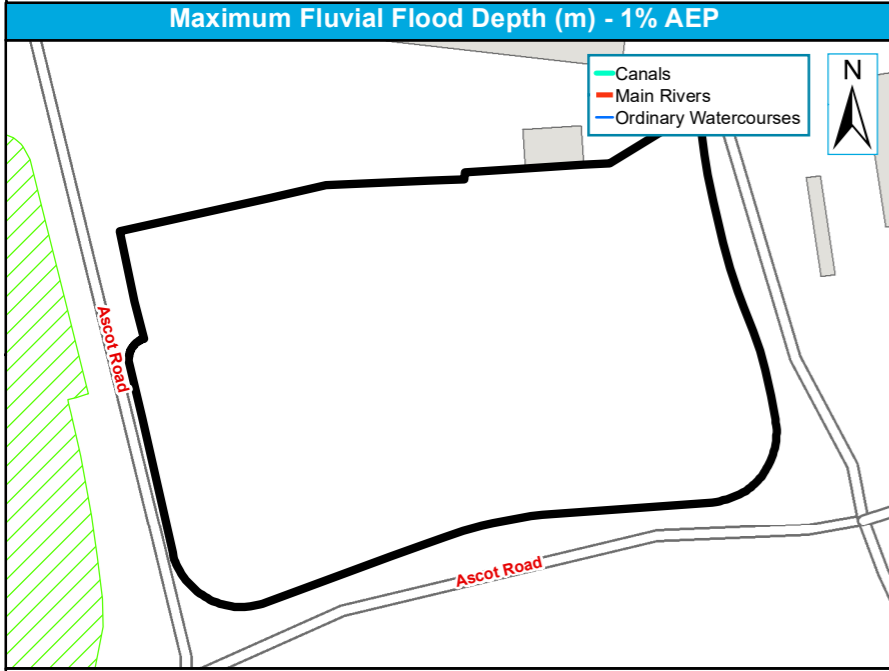 Maximum Fluvial Flood Depth (m) - 1% AEP
Canals
Main Rivers
Ordinary Watercourses
N
Ascot Road
Ascot Road